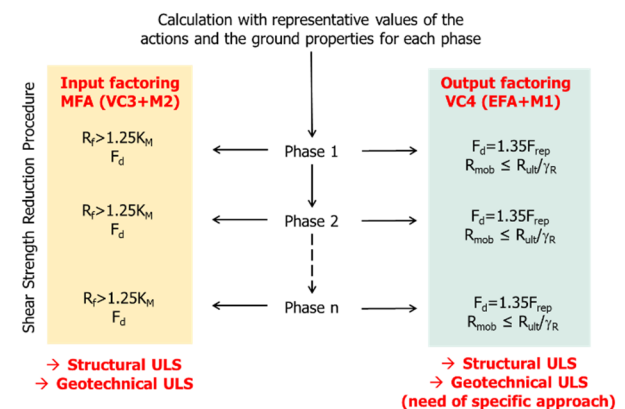 Calculation with representative values of the
actions and the ground properties for each phase
Shear Strength Reduction Procedure
Input factoring
MFA (VC3+M2)
Output factoring
VC4 (EFA+M1)
Rf>1.25KM
Fd
Phase 1
Fd=1.35Frep
Rmob ≤ Rult/γR
Rf>1.25KM
Fd
Phase 2
Fd=1.35Frep
Rmob ≤ Rult/γR
Rf>1.25KM
Fd
Phase n
Fd=1.35Frep
Rmob ≤ Rult/γR
→ Structural ULS
→ Geotechnical ULS
→ Structural ULS
→ Geotechnical ULS
(need of specific approach)